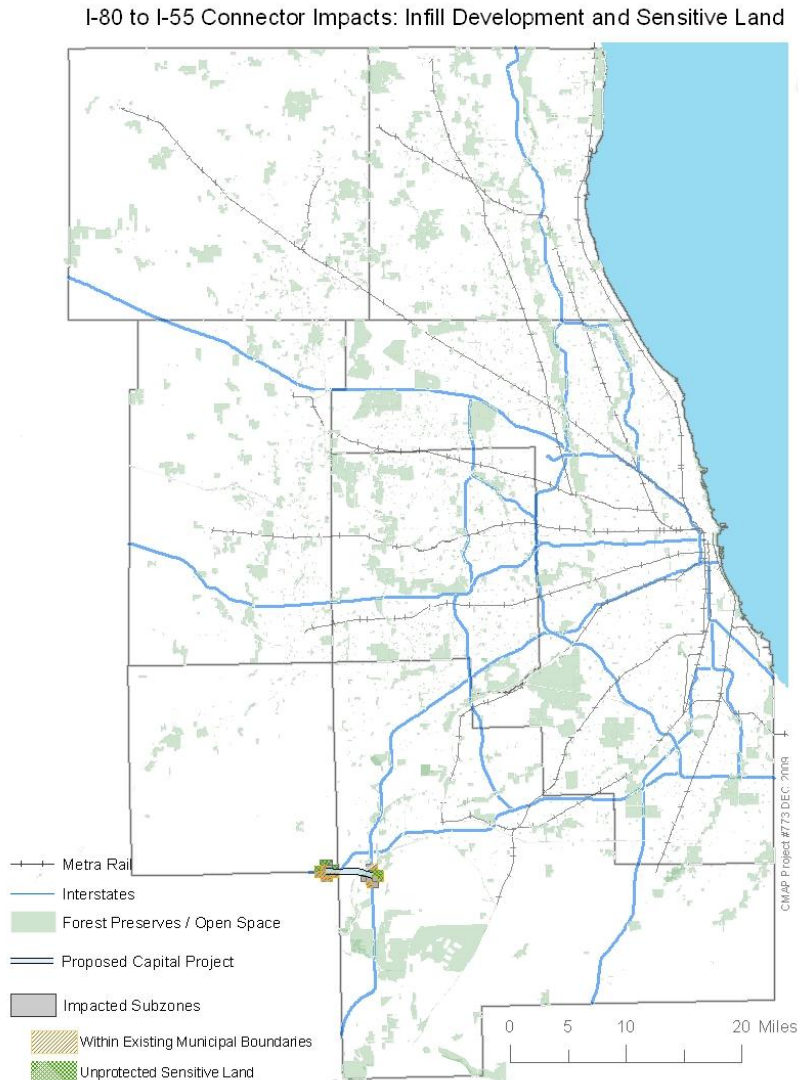 I-80 to I-55 Connector Impacts: Infill Development and Sensitive Land
CMAP Project #773 DEC. 2009
Metra Rail
Interstates
Forest Preserves / Open Space
Proposed Capital Project
Impacted Subzones
Within Existing Municipal Boundaries
Unprotected Sensitive Land
0 5 10 20 Miles